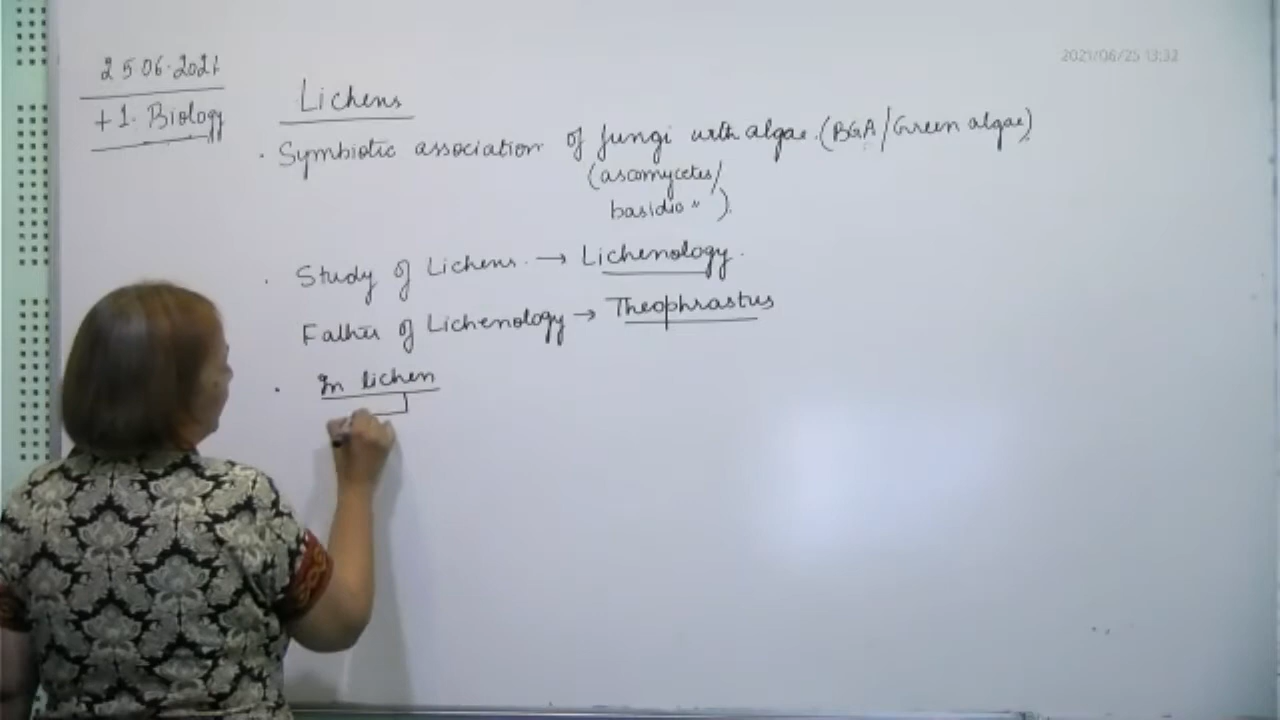 2021/06/25 13:32
25.06.2021
+1. Biology
Lichens
. Symbiotic association of fungi with algae. (BGA/Green algae)
(ascomycetes/
basidio " ).
. Study of Lichens. → Lichenology.
Father of Lichenology → Theophrastus
. In lichen